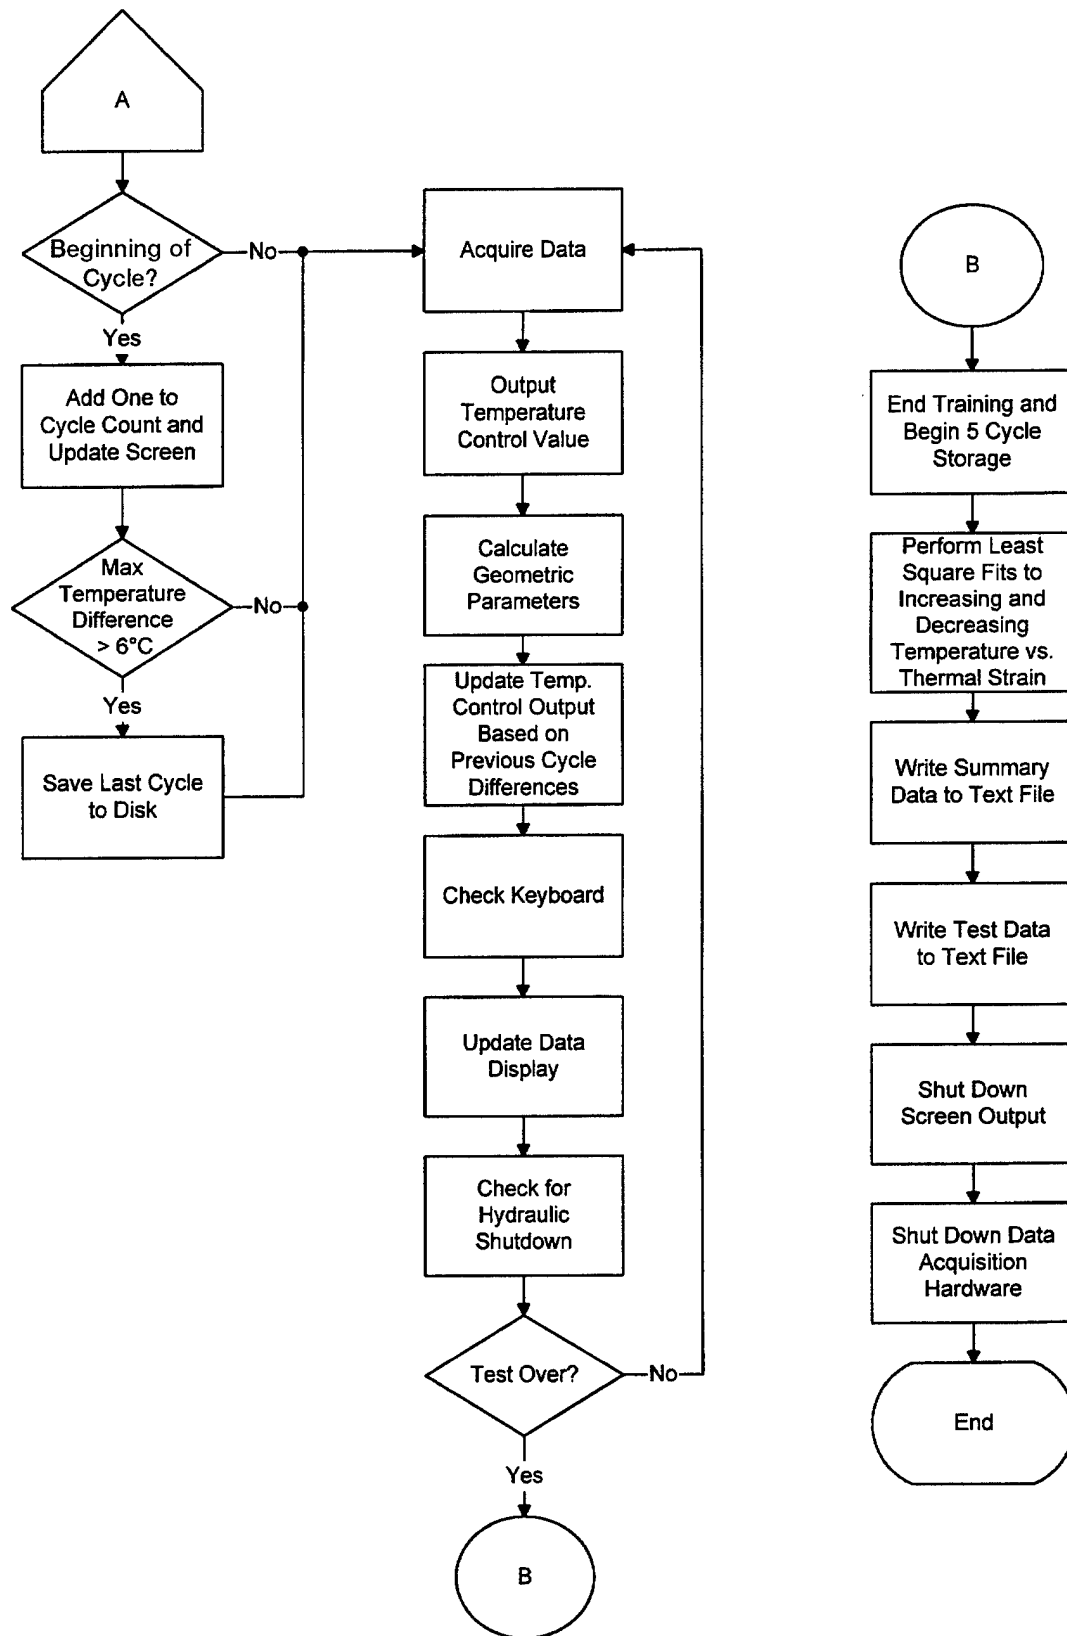 A
Beginning of
Cycle?
No
Yes
Add One to
Cycle Count and
Update Screen
Max
Temperature
Difference
> 6°C
No
Yes
Save Last Cycle
to Disk
Acquire Data
Output
Temperature
Control Value
Calculate
Geometric
Parameters
Update Temp.
Control Output
Based on
Previous Cycle
Differences
Check Keyboard
Update Data
Display
Check for
Hydraulic
Shutdown
Test Over?
No
Yes
B
B
End Training and
Begin 5 Cycle
Storage
Perform Least
Square Fits to
Increasing and
Decreasing
Temperature vs.
Thermal Strain
Write Summary
Data to Text File
Write Test Data
to Text File
Shut Down
Screen Output
Shut Down Data
Acquisition
Hardware
End